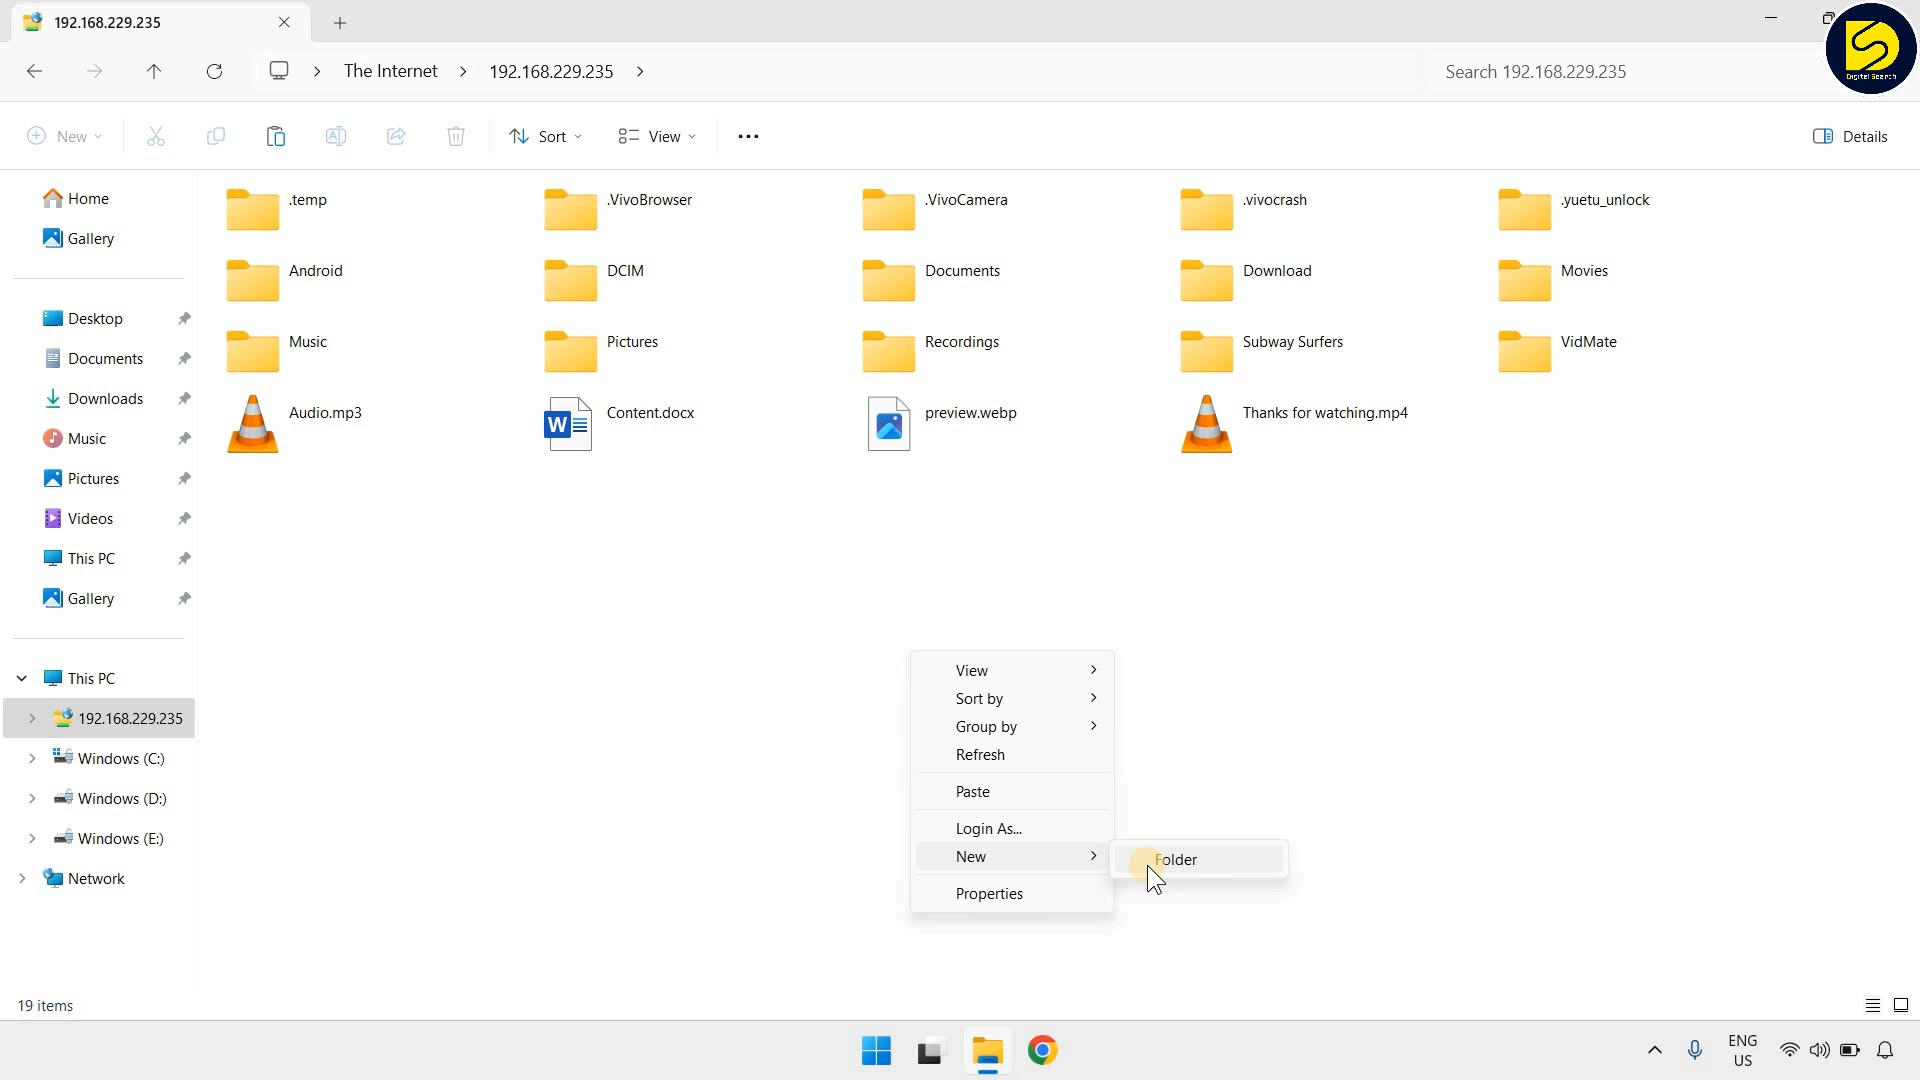 192.168.229.235
The Internet
192.168.229.235
Search 192.168.229.235
Digital Search
New
Sort
View
Details
Home
Gallery
Desktop
Documents
Downloads
Music
Pictures
Videos
This PC
Gallery
This PC
192.168.229.235
Windows (C:)
Windows (D:)
Windows (E:)
Network
.temp
.VivoBrowser
.VivoCamera
.vivocrash
.yuetu_unlock
Android
DCIM
Documents
Download
Movies
Music
Pictures
Recordings
Subway Surfers
VidMate
Audio.mp3
Content.docx
preview.webp
Thanks for watching.mp4
View
Sort by
Group by
Refresh
Paste
Login As...
New
Folder
Properties
19 items
ENG
US